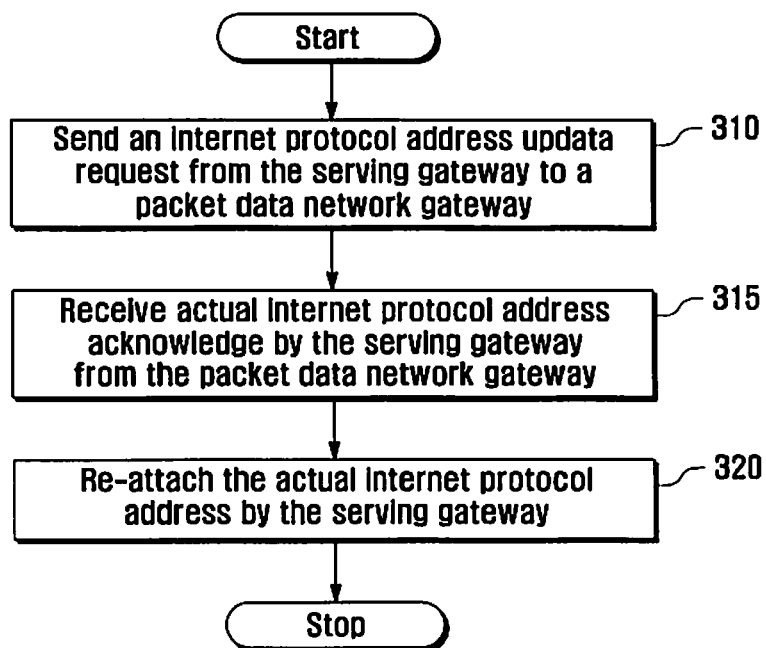 Start
Send an internet protocol address updata
request from the serving gateway to a
packet data network gateway
310
Receive actual internet protocol address
acknowledge by the serving gateway
from the packet data network gateway
315
Re-attach the actual internet protocol
address by the serving gateway
320
Stop